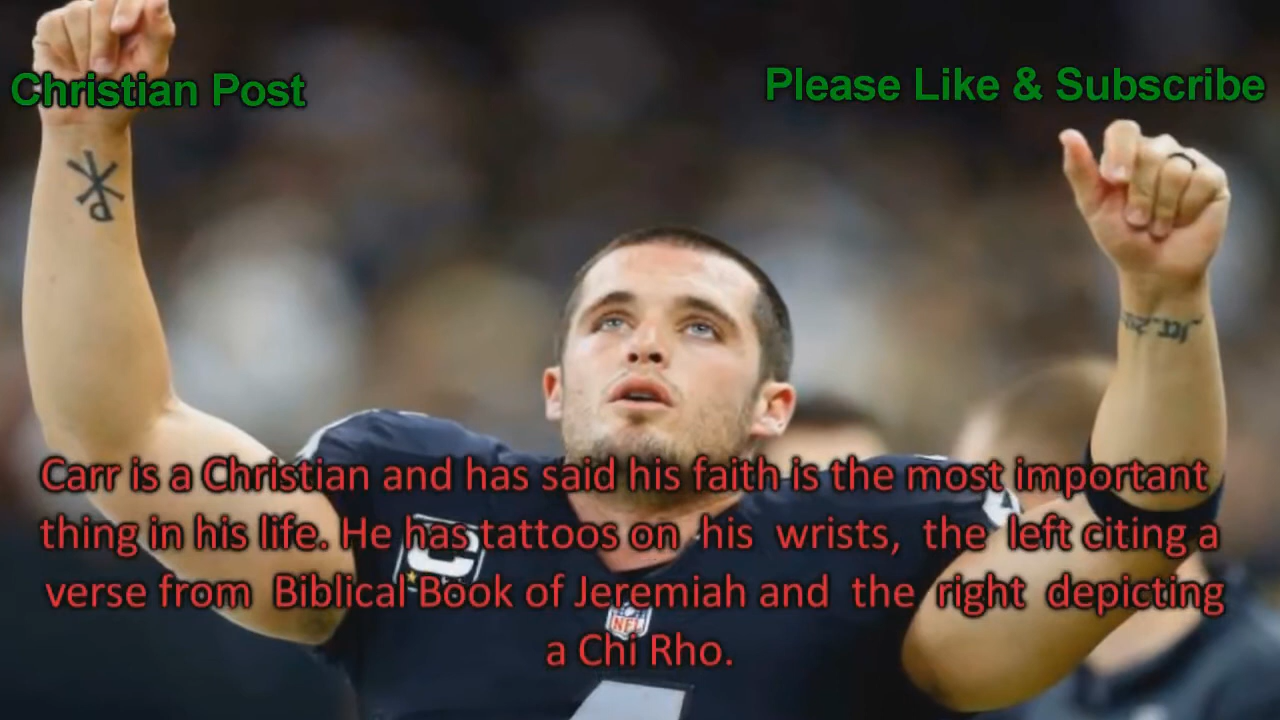 Christian Post
Please Like & Subscribe
Carr is a Christian and has said his faith is the most important
thing in his life. He has tattoos on his wrists, the left citing a
verse from Biblical Book of Jeremiah and the right depicting
a Chi Rho.
C
NFL